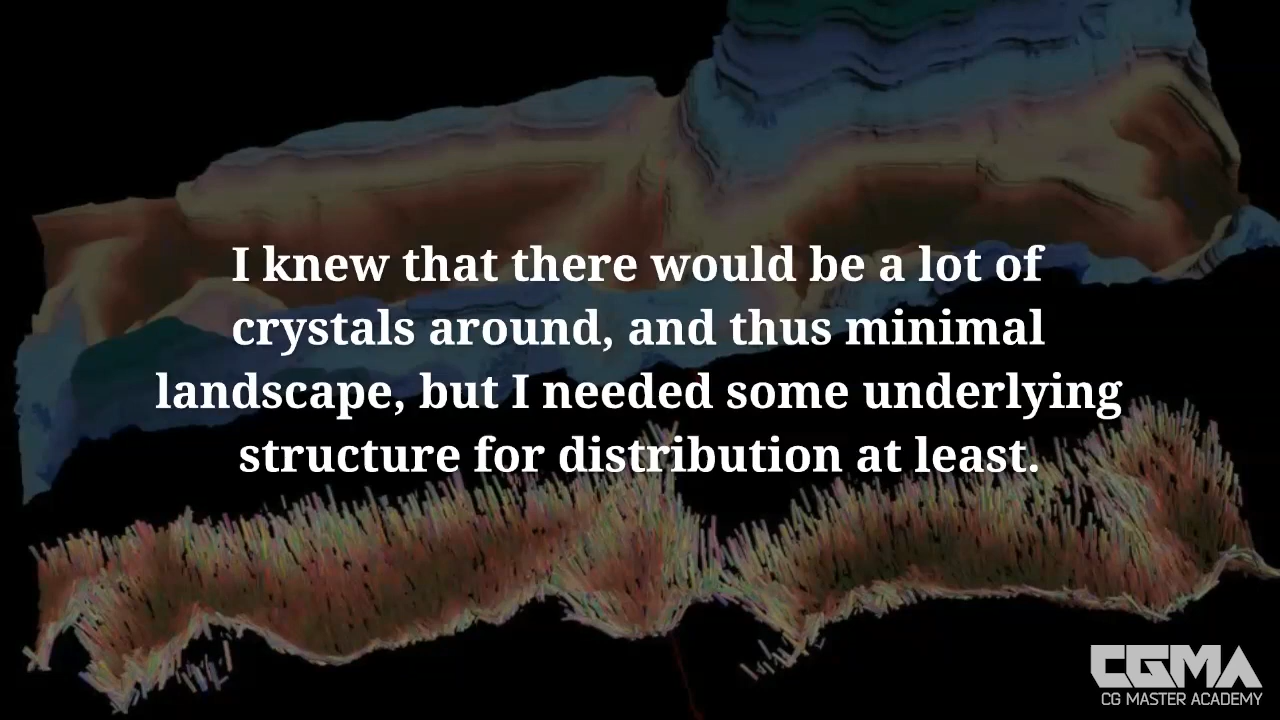 I knew that there would be a lot of
crystals around, and thus minimal
landscape, but I needed some underlying
structure for distribution at least.
CGMA
CG MASTER ACADEMY